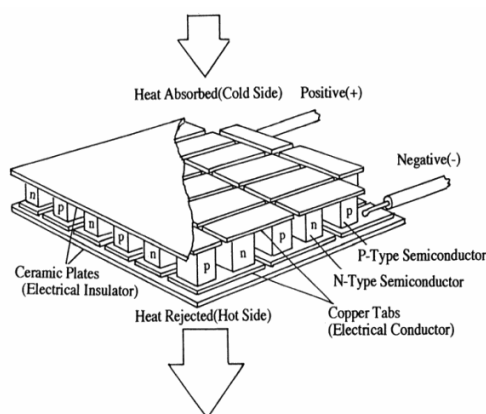 Heat Absorbed(Cold Side)
Positive(+)
Negative(-)
n
p
n
p
n
p
n
p
n
p
P-Type Semiconductor
N-Type Semiconductor
Ceramic Plates
(Electrical Insulator)
Copper Tabs
(Electrical Conductor)
Heat Rejected(Hot Side)